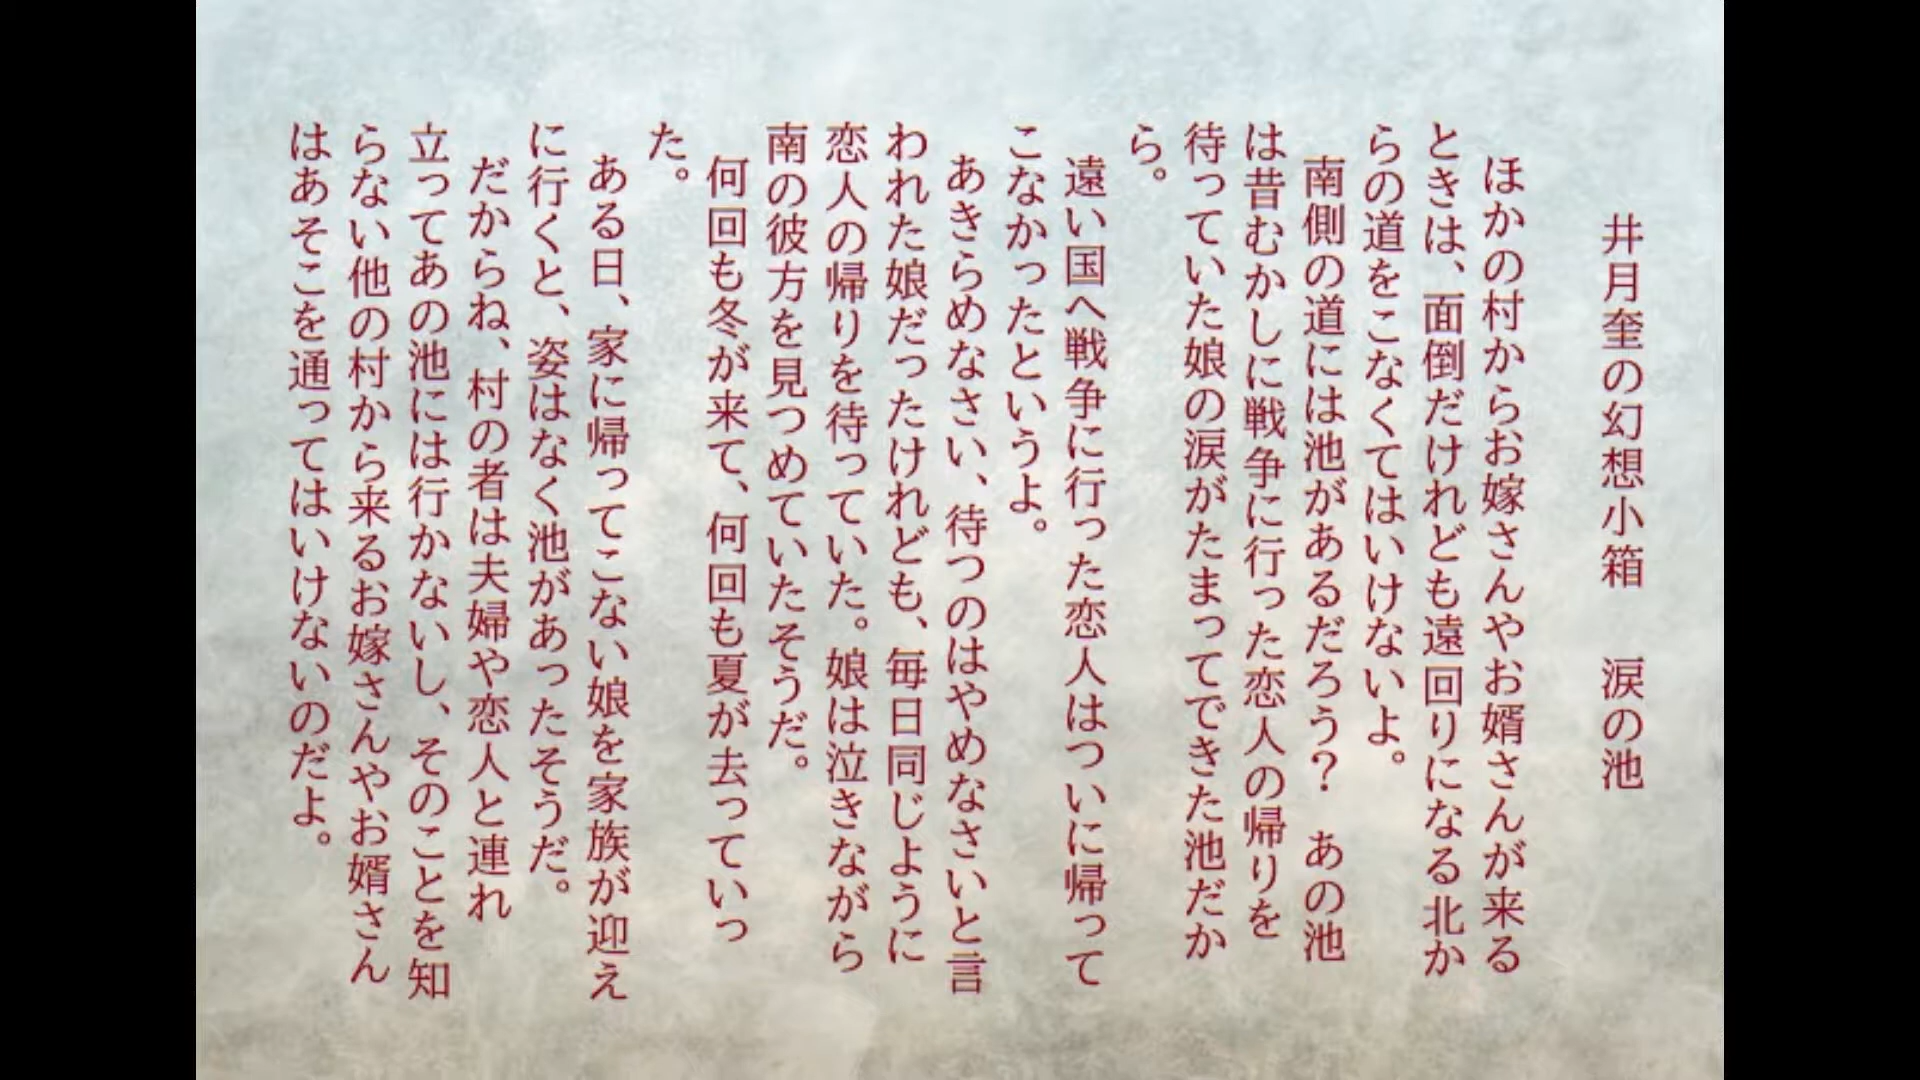 井月奎の幻想小箱　涙の池
　ほかの村からお嫁さんやお婿さんが来る
ときは、面倒だけれども遠回りになる北か
らの道をこなくてはいけないよ。
　南側の道には池があるだろう？　あの池
は昔むかしに戦争に行った恋人の帰りを
待っていた娘の涙がたまってできた池だか
ら。
　遠い国へ戦争に行った恋人はついに帰って
こなかったというよ。
　あきらめなさい、待つのはやめなさいと言
われた娘だったけれども、毎日同じように
恋人の帰りを待っていた。娘は泣きながら
南の彼方を見つめていたそうだ。
　何回も冬が来て、何回も夏が去っていっ
た。
　ある日、家に帰ってこない娘を家族が迎え
に行くと、姿はなく池があったそうだ。
　だからね、村の者は夫婦や恋人と連れ
立ってあの池には行かないし、そのことを知
らない他の村から来るお嫁さんやお婿さん
はあそこを通ってはいけないのだよ。